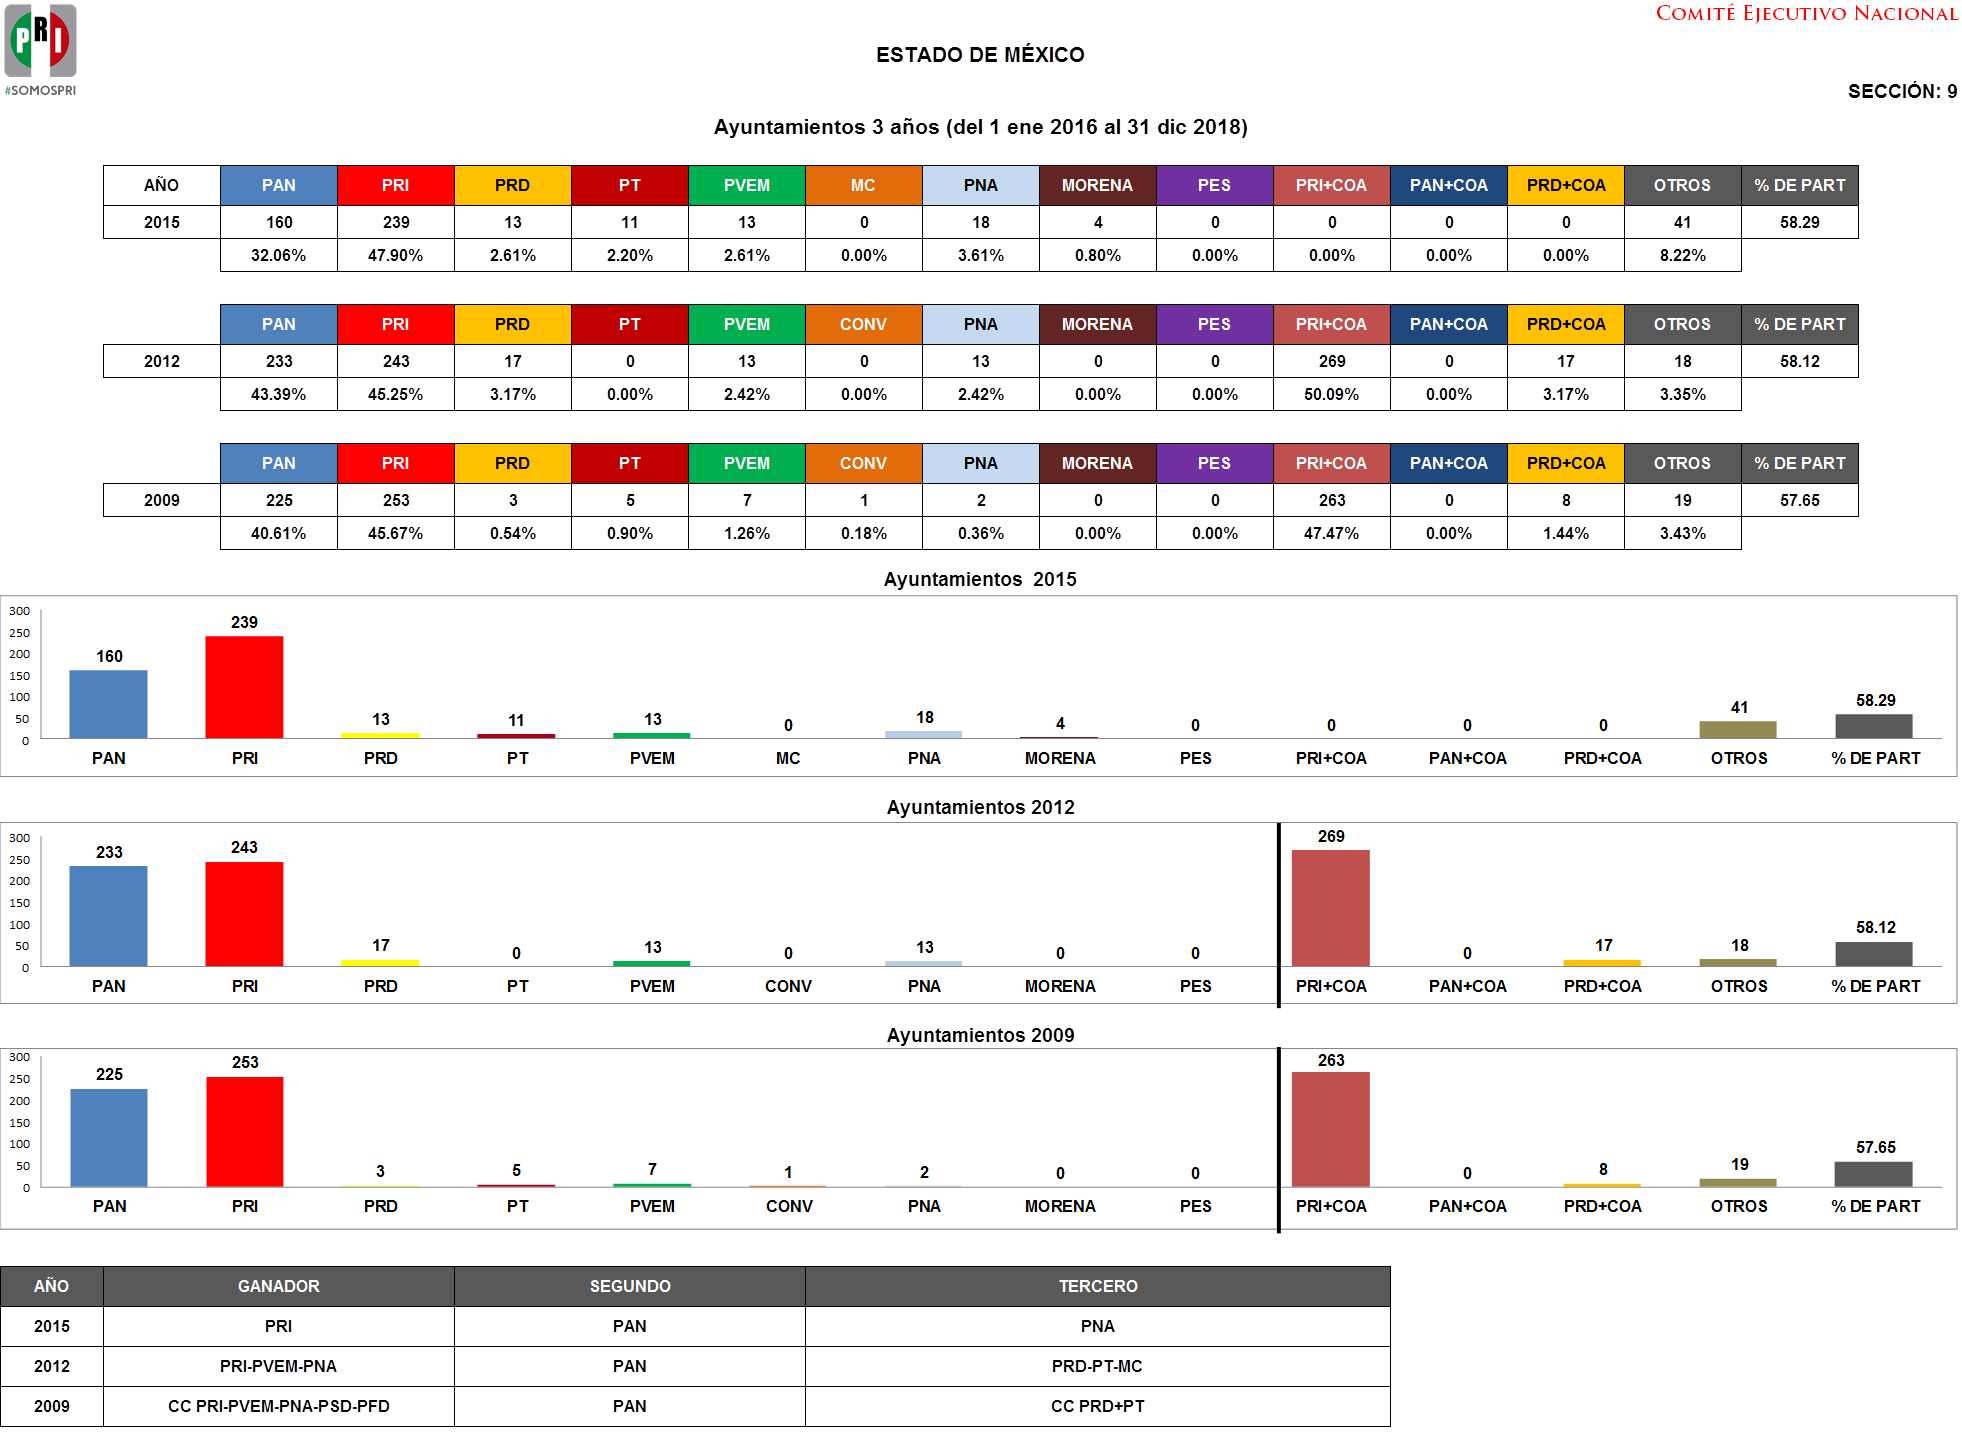 PRI
#SOMOSPRI
COMITÉ EJECUTIVO NACIONAL
ESTADO DE MÉXICO
SECCIÓN: 9
Ayuntamientos 3 años (del 1 ene 2016 al 31 dic 2018)
AÑO PAN PRI PRD PT PVEM MC PNA MORENA PES PRI+COA PAN+COA PRD+COA OTROS % DE PART
2015 160 239 13 11 13 0 18 4 0 0 0 0 41 58.29
32.06% 47.90% 2.61% 2.20% 2.61% 0.00% 3.61% 0.80% 0.00% 0.00% 0.00% 0.00% 8.22%
PAN PRI PRD PT PVEM CONV PNA MORENA PES PRI+COA PAN+COA PRD+COA OTROS % DE PART
2012 233 243 17 0 13 0 13 0 0 269 0 17 18 58.12
43.39% 45.25% 3.17% 0.00% 2.42% 0.00% 2.42% 0.00% 0.00% 50.09% 0.00% 3.17% 3.35%
PAN PRI PRD PT PVEM CONV PNA MORENA PES PRI+COA PAN+COA PRD+COA OTROS % DE PART
2009 225 253 3 5 7 1 2 0 0 263 0 8 19 57.65
40.61% 45.67% 0.54% 0.90% 1.26% 0.18% 0.36% 0.00% 0.00% 47.47% 0.00% 1.44% 3.43%
Ayuntamientos 2015
300
250
200
150
100
50
0
160 239 13 11 13 0 18 4 0 0 0 0 41 58.29
PAN PRI PRD PT PVEM MC PNA MORENA PES PRI+COA PAN+COA PRD+COA OTROS % DE PART
Ayuntamientos 2012
300
250
200
150
100
50
0
233 243 17 0 13 0 13 0 0 269 0 17 18 58.12
PAN PRI PRD PT PVEM CONV PNA MORENA PES PRI+COA PAN+COA PRD+COA OTROS % DE PART
Ayuntamientos 2009
300
250
200
150
100
50
0
225 253 3 5 7 1 2 0 0 263 0 8 19 57.65
PAN PRI PRD PT PVEM CONV PNA MORENA PES PRI+COA PAN+COA PRD+COA OTROS % DE PART
AÑO GANADOR SEGUNDO TERCERO
2015 PRI PAN PNA
2012 PRI-PVEM-PNA PAN PRD-PT-MC
2009 CC PRI-PVEM-PNA-PSD-PFD PAN CC PRD+PT